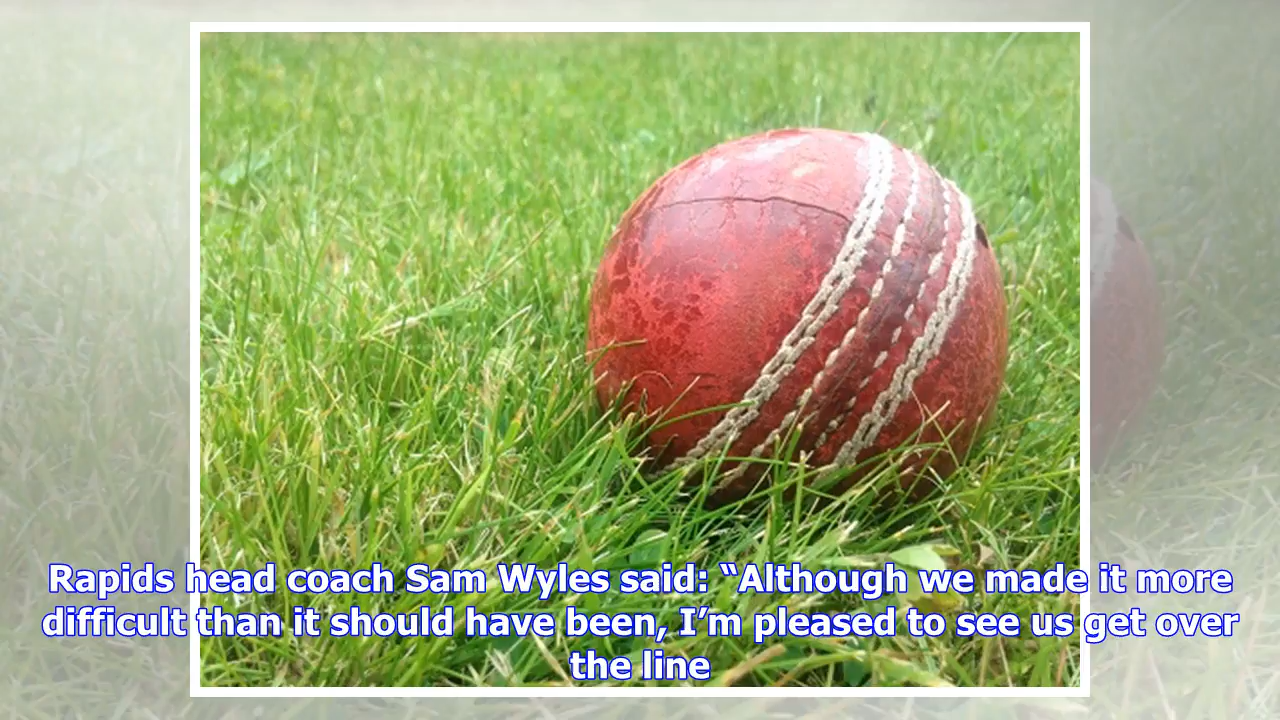 Rapids head coach Sam Wyles said: “Although we made it more
difficult than it should have been, I’m pleased to see us get over
the line